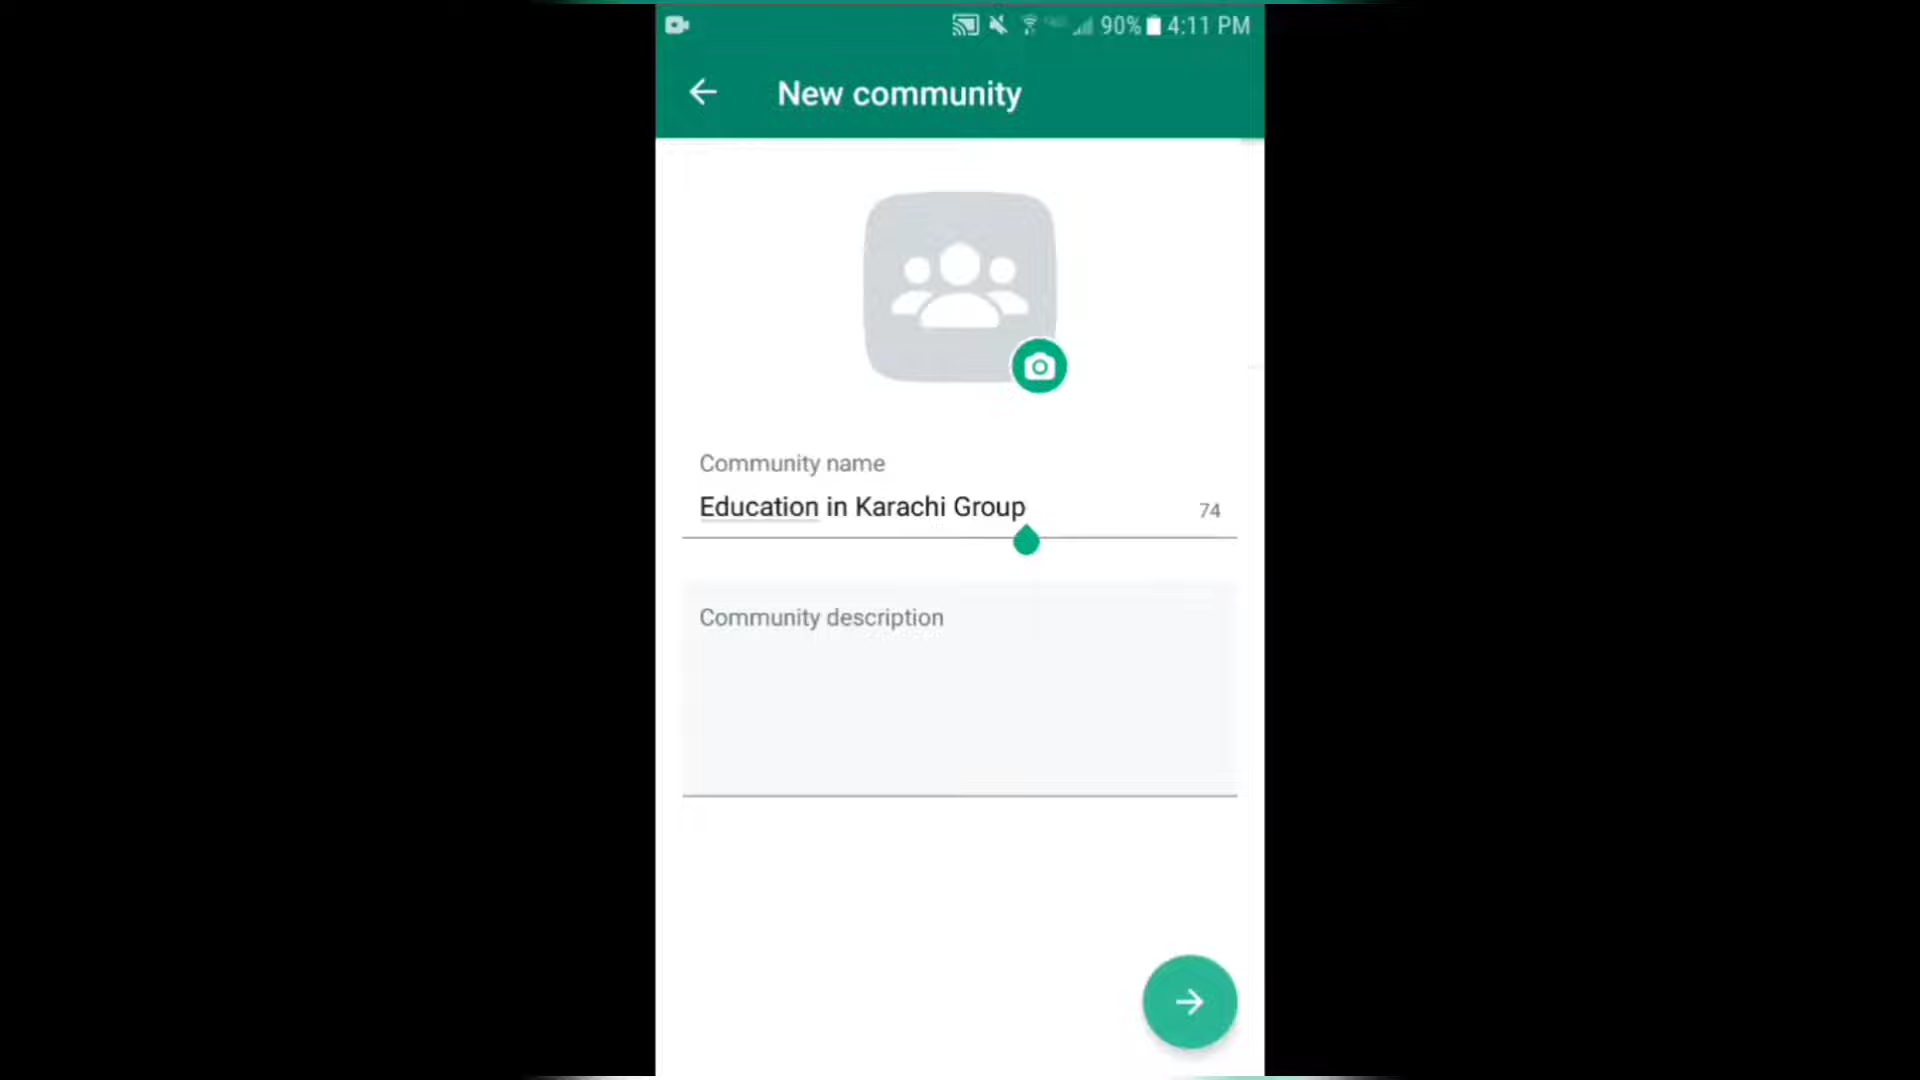 90% 4:11 PM
New community
Community name
Education in Karachi Group
74
Community description